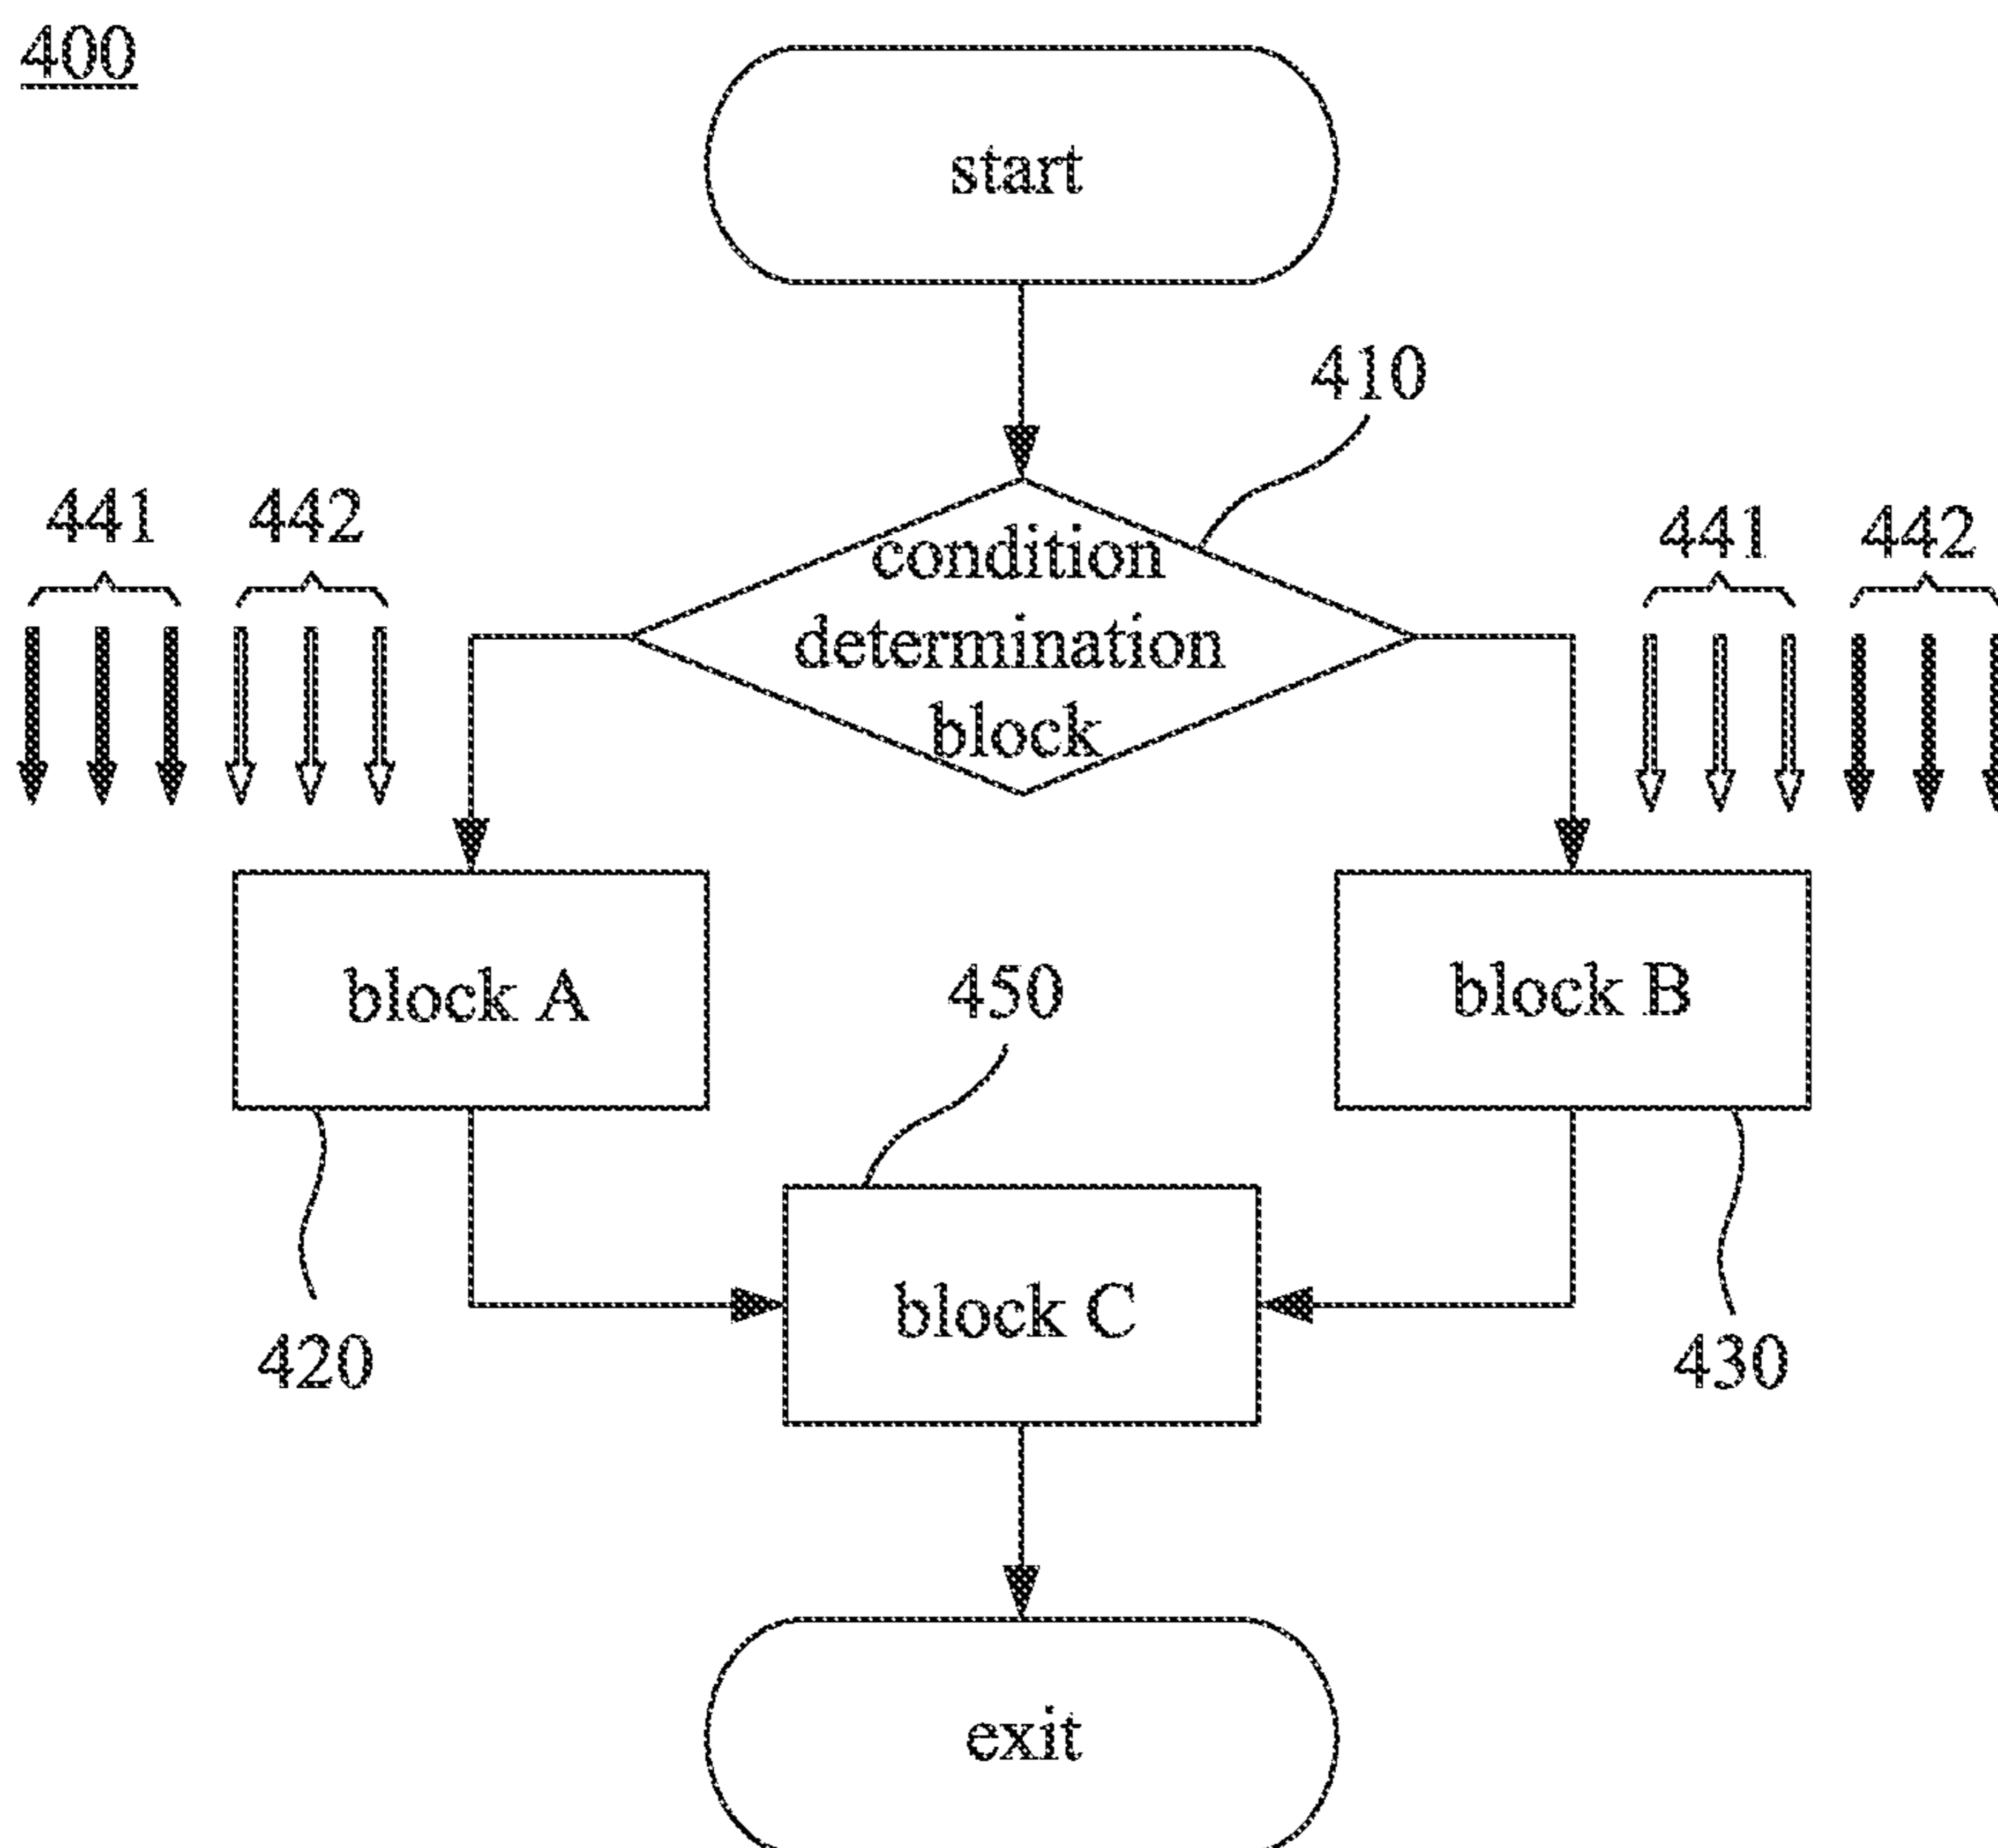 400
start
410
441 442
condition
determination
block
441 442
block A
450
block B
block C
420
430
exit